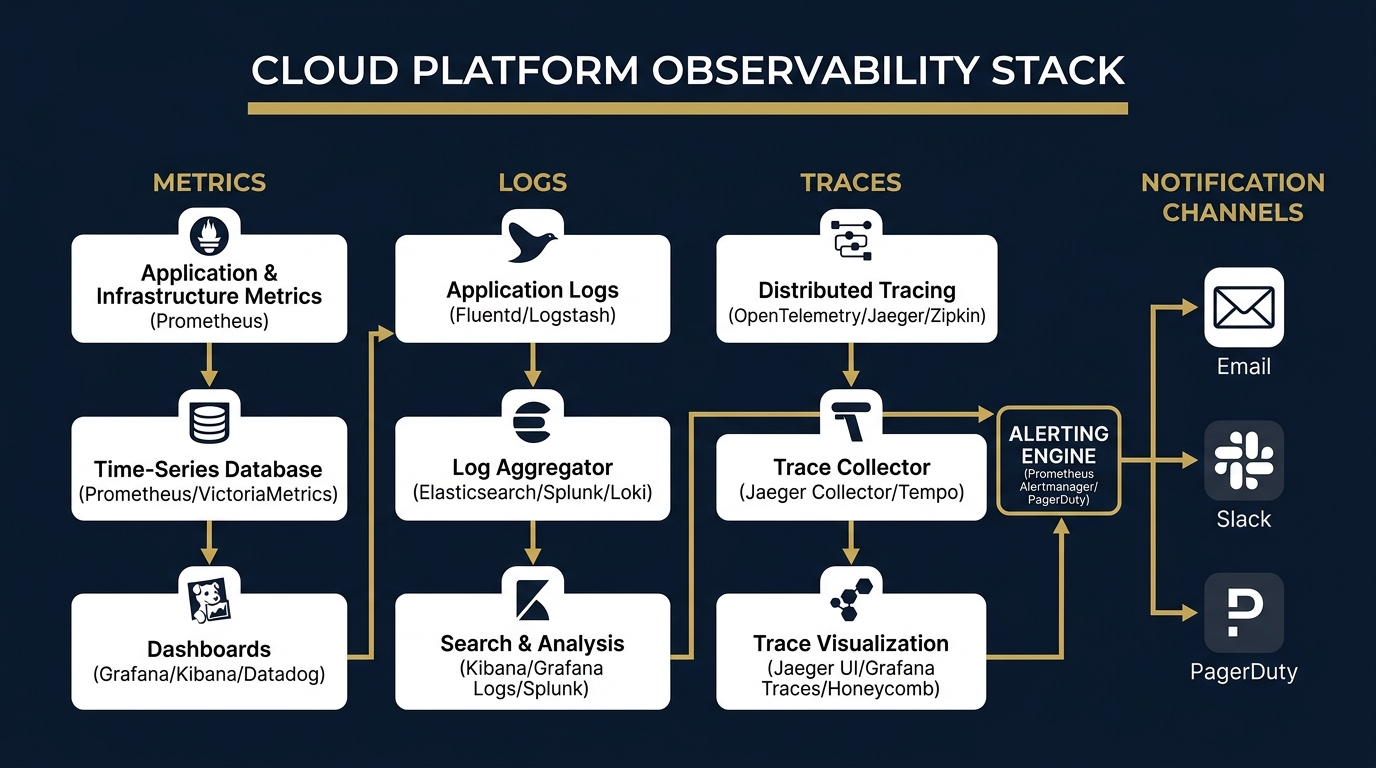 CLOUD PLATFORM OBSERVABILITY STACK
METRICS
Application &
Infrastructure Metrics
(Prometheus)
Time-Series Database
(Prometheus/VictoriaMetrics)
Dashboards
(Grafana/Kibana/Datadog)
LOGS
Application Logs
(Fluentd/Logstash)
Log Aggregator
(Elasticsearch/Splunk/Loki)
Search & Analysis
(Kibana/Grafana
Logs/Splunk)
TRACES
Distributed Tracing
(OpenTelemetry/Jaeger/Zipkin)
Trace Collector
(Jaeger Collector/Tempo)
Trace Visualization
(Jaeger UI/Grafana
Traces/Honeycomb)
ALERTING
ENGINE
(Prometheus
Alertmanager/
PagerDuty)
NOTIFICATION
CHANNELS
Email
Slack
PagerDuty